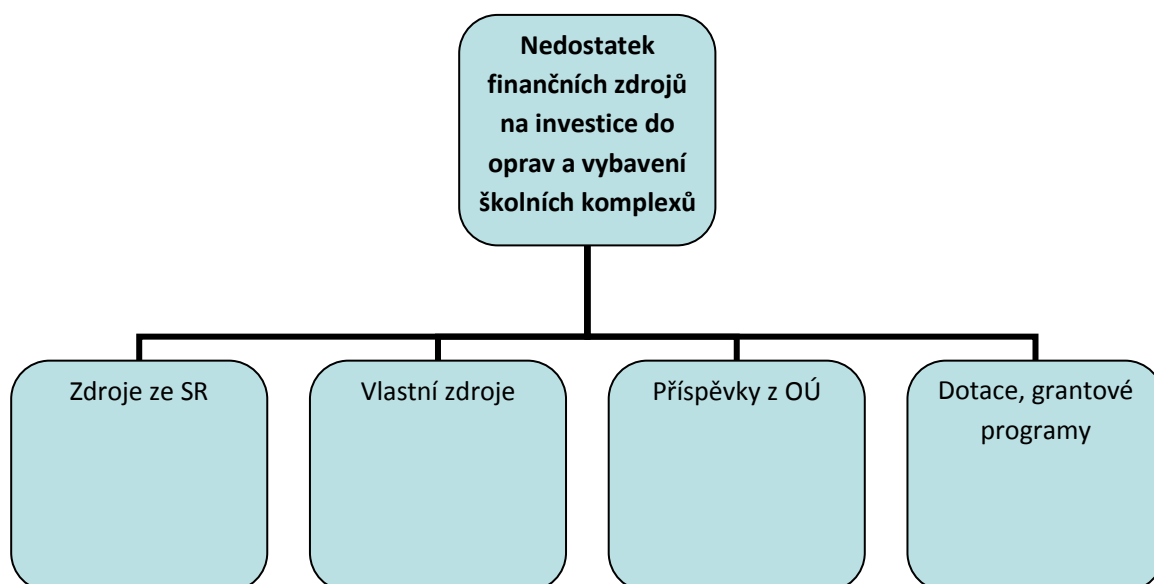 Nedostatek
finančních zdrojů
na investice do
oprav a vybavení
školních komplexů
Zdroje ze SR
Vlastní zdroje
Příspěvky z OÚ
Dotace, grantové
programy